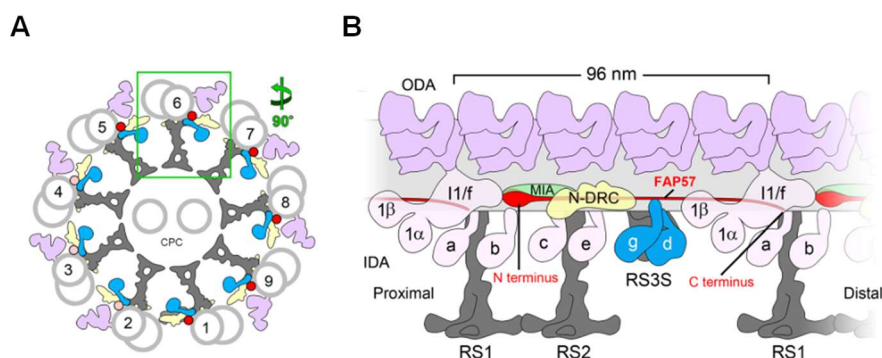 A
6
90°
5
7
4
8
CPC
3
9
2
1
B
96 nm
ODA
FAP57
I1/f
MIA
N-DRC
I1/f
1β
1β
1α
a
b
c
e
g
d
1α
a
b
IDA
N terminus
RS3S
C terminus
Proximal
Distal
RS1
RS2
RS1